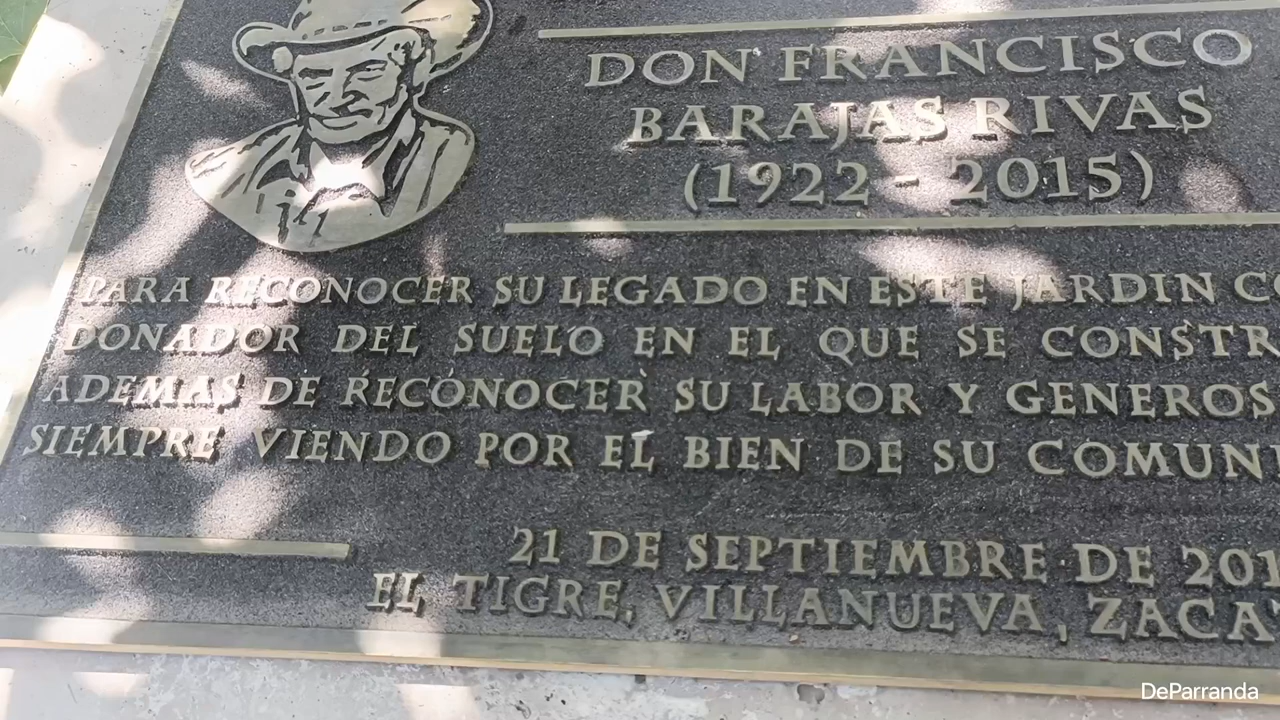 DON FRANCISCO
BARAJAS RIVAS
(1922 - 2015)
PARA RECONOCER SU LEGADO EN ESTE JARDIN
DONADOR DEL SUELO EN EL QUE SE
ADEMAS DE RECONOCER SU LABOR Y
SIEMPRE VIENDO POR EL BIEN DE SU
21 DE SEPTIEMBRE DE
EL TIGRE, VILLANUEVA,
DeParranda